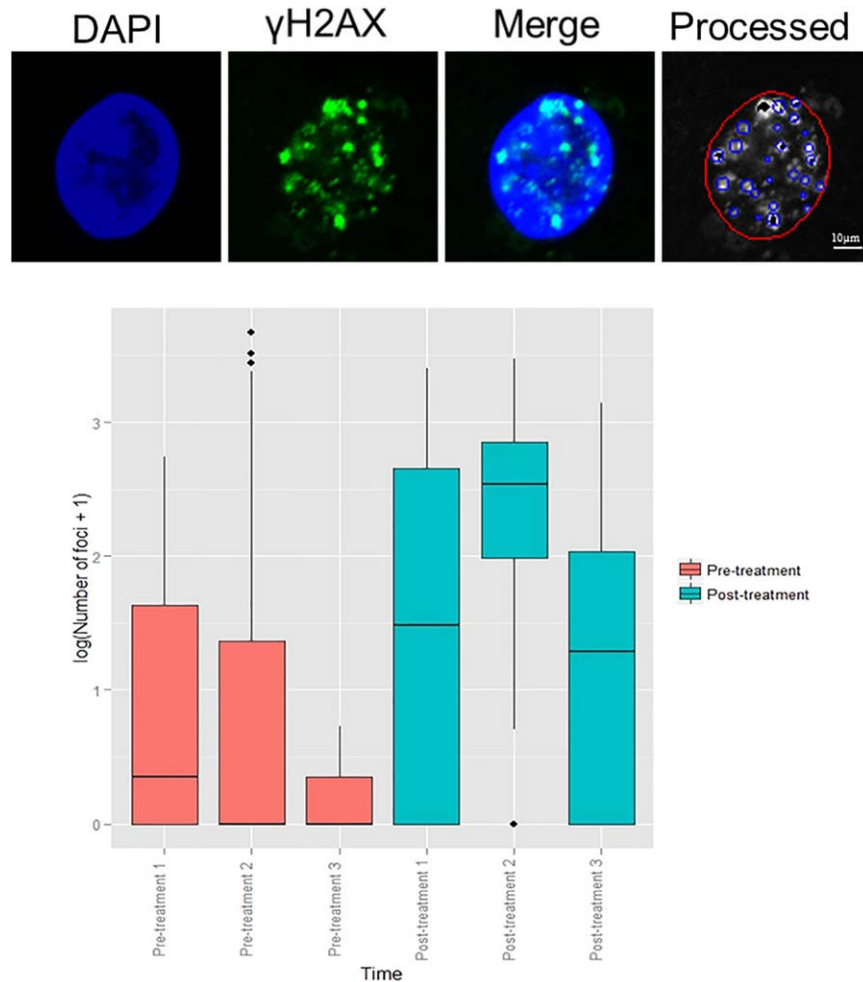 DAPI
γH2AX
Merge
Processed
10μm
log(Number of foci + 1)
3
2
1
0
Pre-treatment 1
Pre-treatment 2
Pre-treatment 3
Post-treatment 1
Post-treatment 2
Post-treatment 3
Time
Pre-treatment
Post-treatment